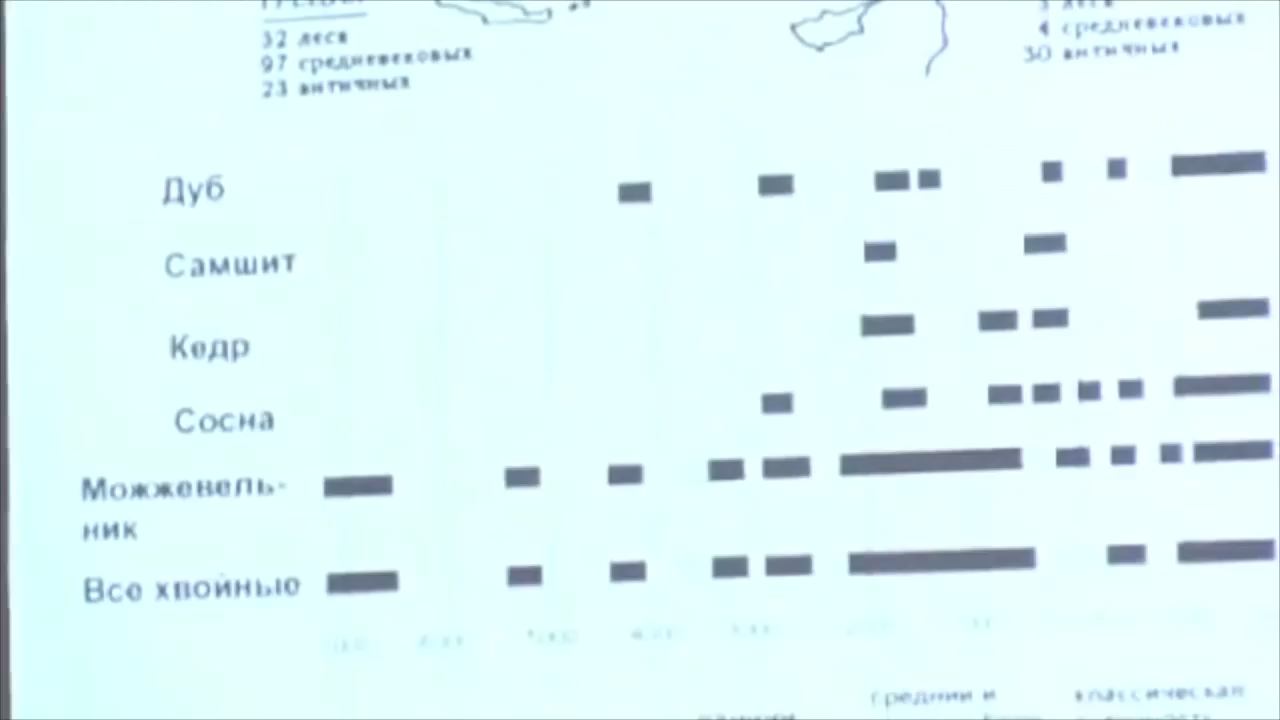 32 леса
97 средневековых
23 античных
3 леса
4 средневековых
30 античных
Дуб
Самшит
Кедр
Сосна
Можжевель-
ник
Все хвойные
средний и
классическая